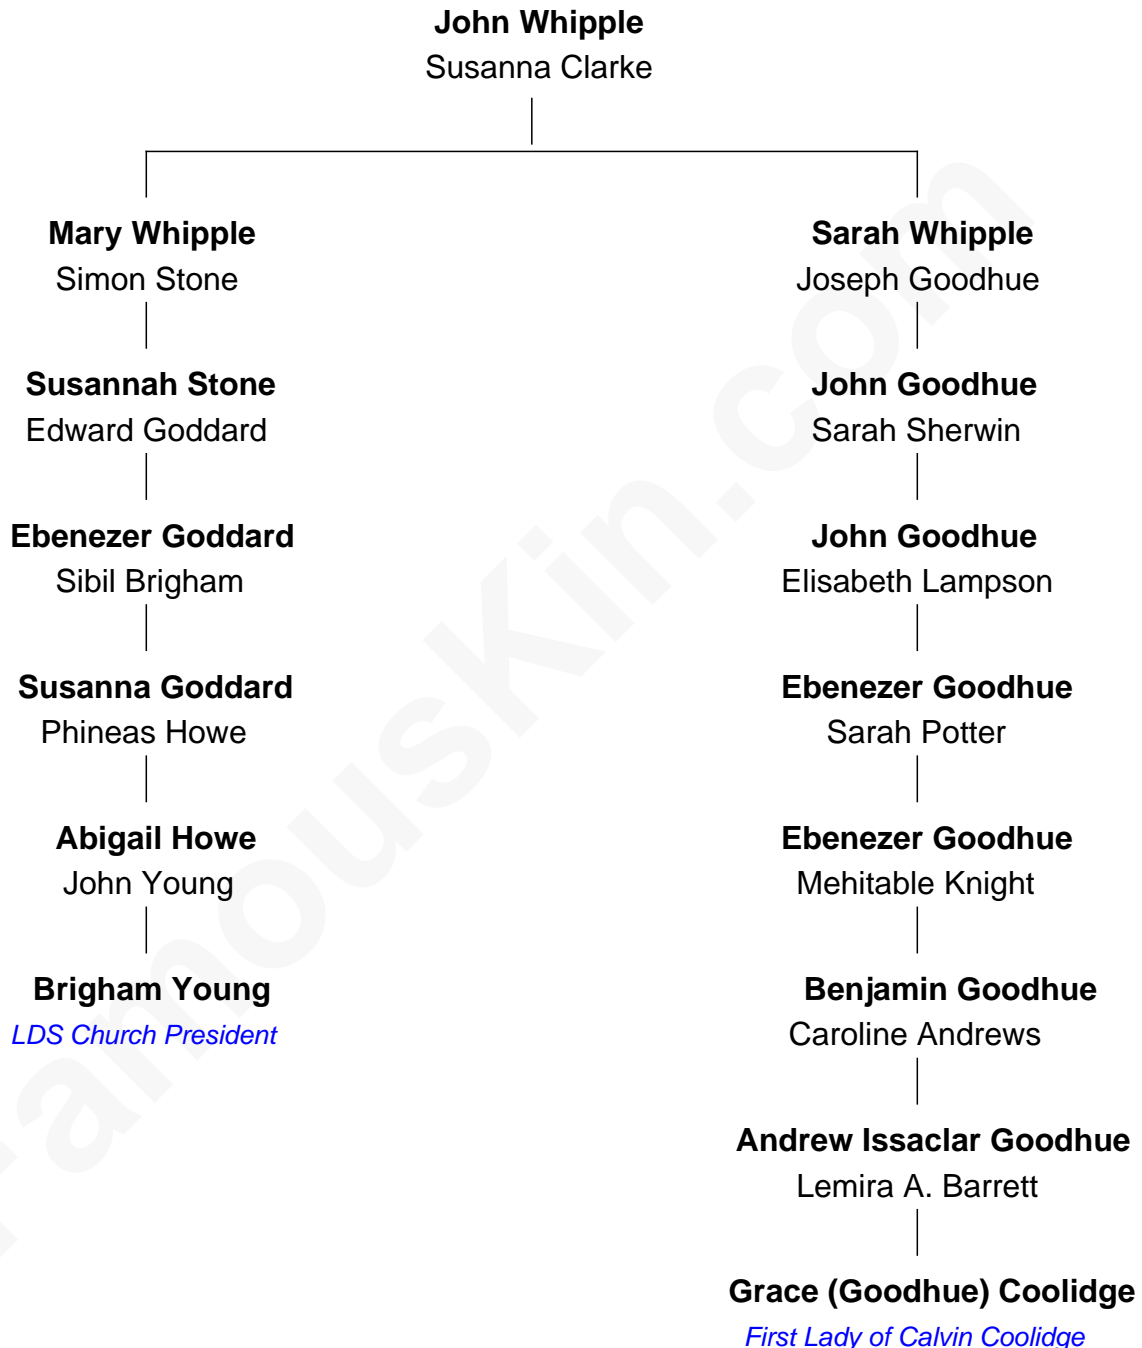 John Whipple
Susanna Clarke
Mary Whipple
Simon Stone
Susannah Stone
Edward Goddard
Ebenezer Goddard
Sibil Brigham
Susanna Goddard
Phineas Howe
Abigail Howe
John Young
Brigham Young
LDS Church President
Sarah Whipple
Joseph Goodhue
John Goodhue
Sarah Sherwin
John Goodhue
Elisabeth Lampson
Ebenezer Goodhue
Sarah Potter
Ebenezer Goodhue
Mehitable Knight
Benjamin Goodhue
Caroline Andrews
Andrew Issaclar Goodhue
Lemira A. Barrett
Grace (Goodhue) Coolidge
First Lady of Calvin Coolidge
FamousKin.com